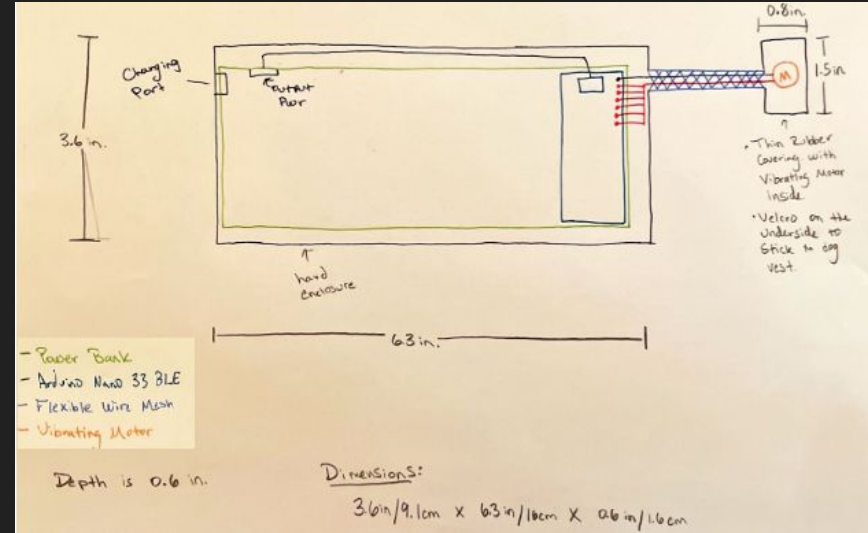 0.8in.
Charging
Port
output
Pwr
M
1.5in
3.6 in.
• Thin Rubber
Covering with
Vibrating Motor
inside
• Velcro on the
underside to
Stick to dog
vest.
hard
enclosure
6.3 in.
- Power Bank
- Arduino Nano 33 BLE
- Flexible Wire Mesh
- Vibrating Motor
Depth is 0.6 in.
Dimensions:
3.6in/9.1cm x 6.3in/16cm x 0.6in/1.6cm